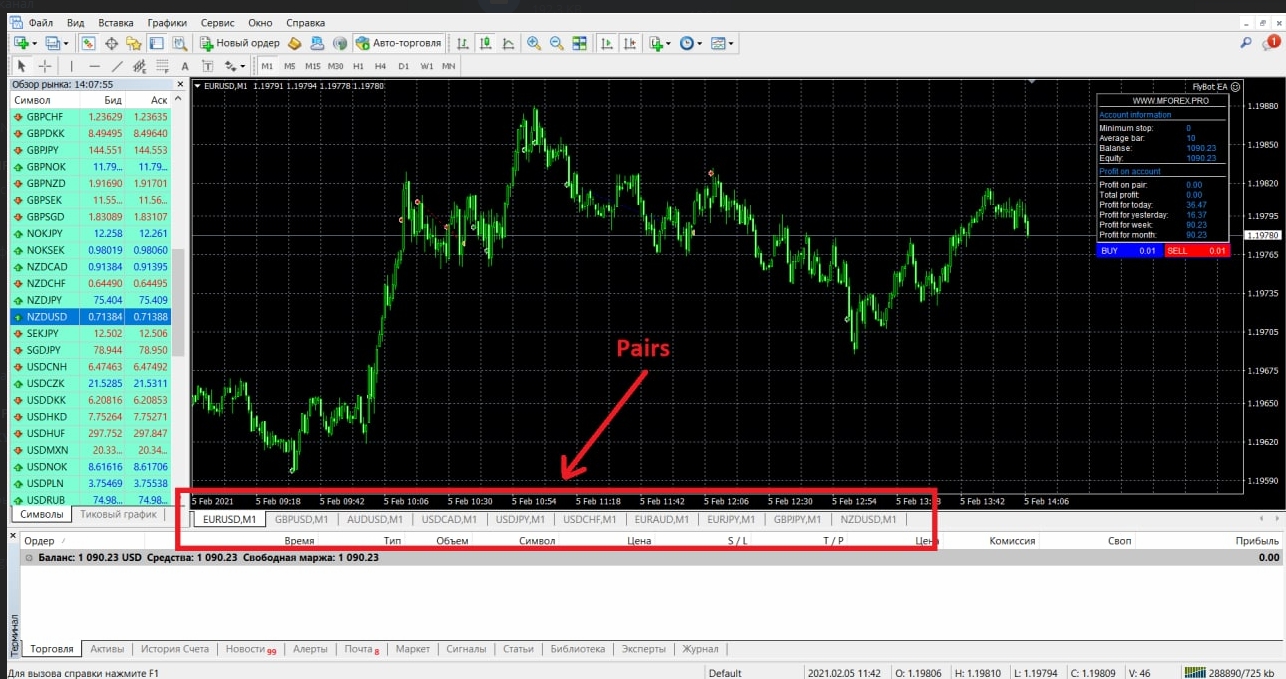 Файл Вид Вставка Графики Сервис Окно Справка
Новый ордер Авто-торговля
M1 M5 M15 M30 H1 H4 D1 W1 MN
Обзор рынка: 14:07:55
Символ Бид Аск
GBPCHF 1.23629 1.23635
GBPDKK 8.49495 8.49640
GBPJPY 144.551 144.553
GBPNOK 11.79... 11.79...
GBPNZD 1.91690 1.91701
GBPSEK 11.55... 11.56...
GBPSGD 1.83089 1.83107
NOKJPY 12.258 12.261
NOKSEK 0.98019 0.98060
NZDCAD 0.91384 0.91395
NZDCHF 0.64490 0.64495
NZDJPY 75.404 75.409
NZDUSD 0.71384 0.71388
SEKJPY 12.502 12.506
SGDJPY 78.944 78.950
USDCNH 6.47463 6.47492
USDCZK 21.5285 21.5311
USDDKK 6.20816 6.20853
USDHKD 7.75264 7.75271
USDHUF 297.752 297.847
USDMXN 20.33... 20.34...
USDNOK 8.61616 8.61706
USDPLN 3.75469 3.75538
USDRUB 74.98... 74.98...
Символы Тиковый график
EURUSD,M1 1.19791 1.19794 1.19778 1.19780
FlyBot EA
WWW.MFOREX.PRO
Account information
Minimum stop: 0
Average bar: 10
Balanse: 1090.23
Equity: 1090.23
Profit on account
Profit on pair: 0.00
Total profit: 0.00
Profit for today: 36.47
Profit for yesterday: 16.37
Profit for week: 90.23
Profit for month: 90.23
BUY 0.01 SELL 0.01
1.19880
1.19850
1.19820
1.19795
1.19780
1.19765
1.19735
1.19705
1.19675
1.19650
1.19620
1.19590
Pairs
5 Feb 2021 5 Feb 09:18 5 Feb 09:42 5 Feb 10:06 5 Feb 10:30 5 Feb 10:54 5 Feb 11:18 5 Feb 11:42 5 Feb 12:06 5 Feb 12:30 5 Feb 12:54 5 Feb 13:42 5 Feb 14:06
EURUSD,M1 GBPUSD,M1 AUDUSD,M1 USDCAD,M1 USDJPY,M1 USDCHF,M1 EURAUD,M1 EURJPY,M1 GBPJPY,M1 NZDUSD,M1
Ордер Время Тип Объем Символ Цена S / L T / P Цена Комиссия Своп Прибыль
Баланс: 1 090.23 USD Средства: 1 090.23 Свободная маржа: 1 090.23 0.00
Терминал
Торговля Активы История Счета Новости 99 Алерты Почта 8 Маркет Сигналы Статьи Библиотека Эксперты Журнал
Для вызова справки нажмите F1 Default 2021.02.05 11:42 O: 1.19806 H: 1.19810 L: 1.19794 C: 1.19809 V: 46 288890/725 kb